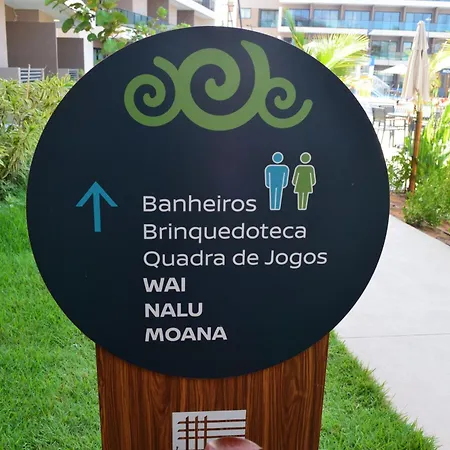 Banheiros
Brinquedoteca
Quadra de Jogos
WAI
NALU
MOANA